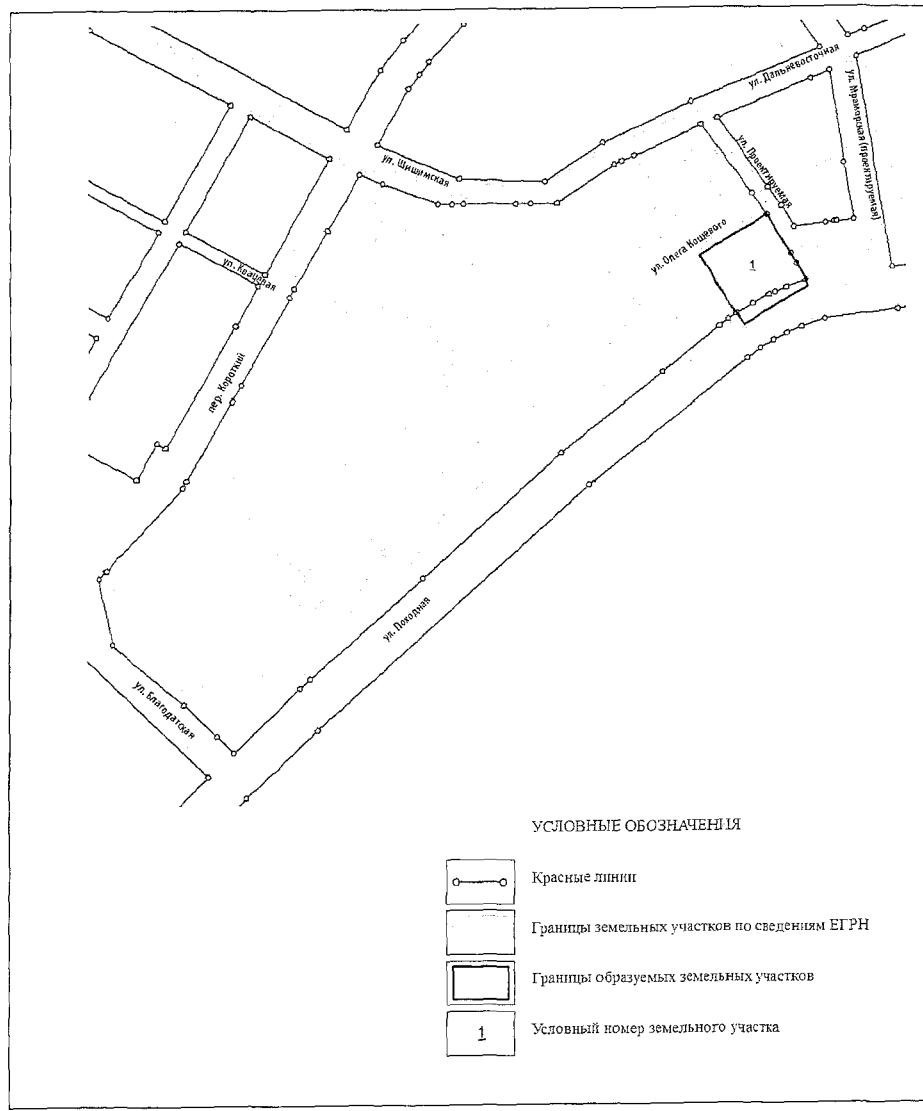 ул. Дальневосточная
ул. Мраморская (проектируемая)
ул. Проектируемая
ул. Шишимская
ул. Олега Кошевого
1
ул. Кварцевая
пер. Короткий
ул. Походная
ул. Благодатская
УСЛОВНЫЕ ОБОЗНАЧЕНИЯ
Красные линии
Границы земельных участков по сведениям ЕГРН
Границы образуемых земельных участков
1
Условный номер земельного участка